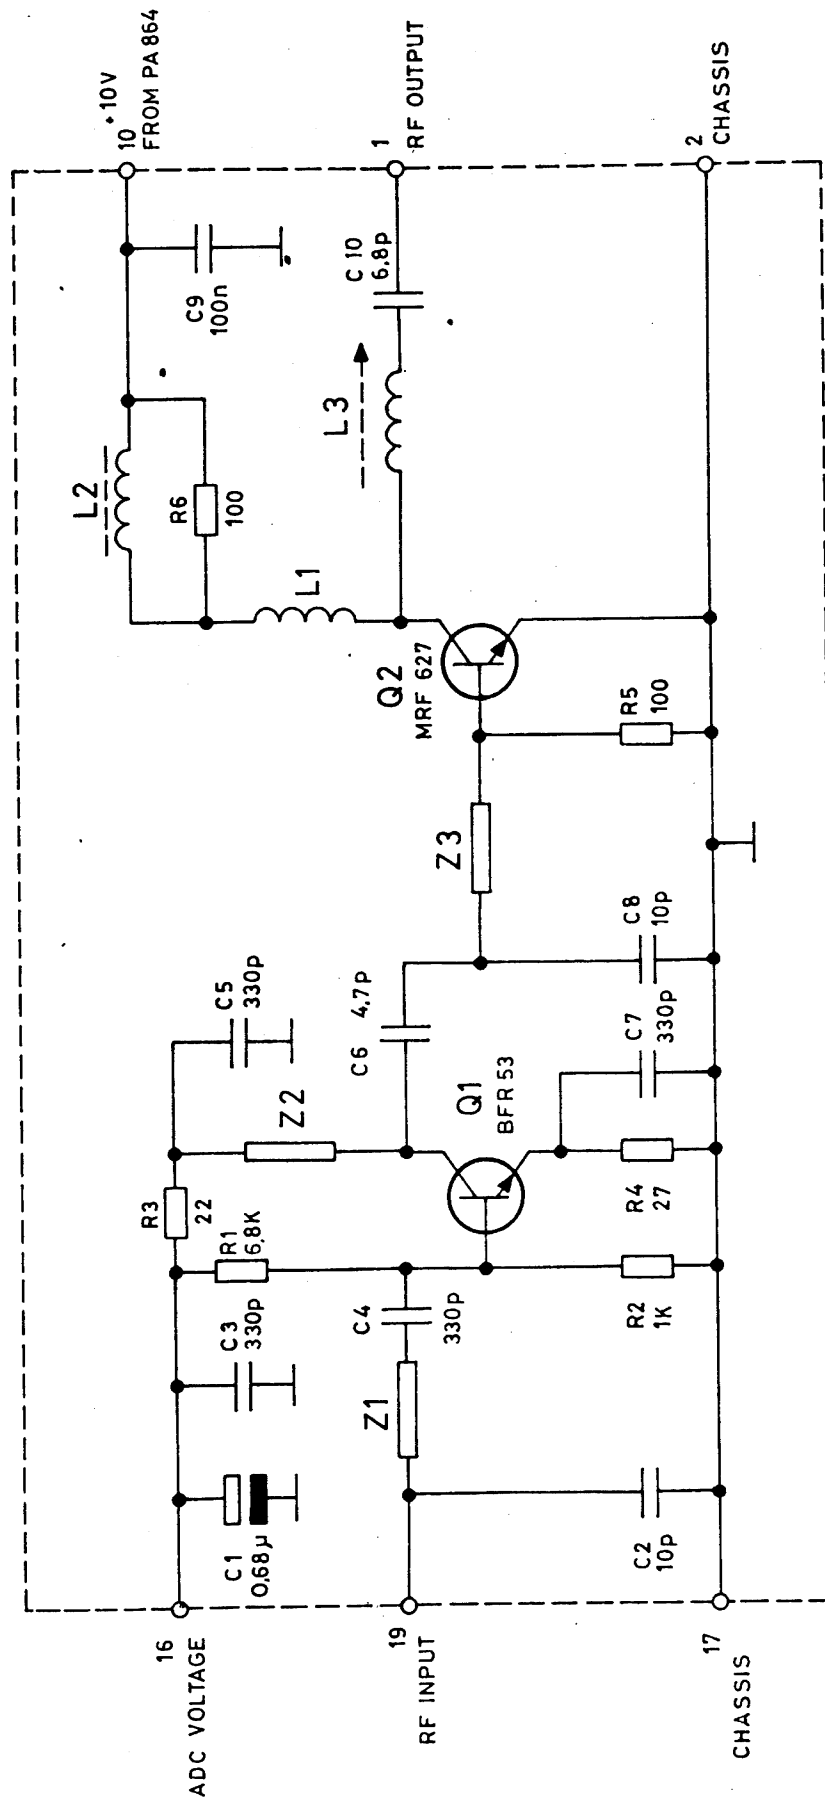 16
ADC VOLTAGE
19
RF INPUT
17
CHASSIS
C1
0,68µ
C3
330p
R1
6,8K
R3
22
C5
330p
Z2
Z1
C4
330p
C2
10p
R2
1K
R4
27
Q1
BFR 53
C6
4,7p
C7
330p
C8
10p
Z3
R5
100
Q2
MRF 627
L1
L2
R6
100
L3
C9
100n
C10
6,8p
10
+10V
FROM PA864
1
RF OUTPUT
2
CHASSIS